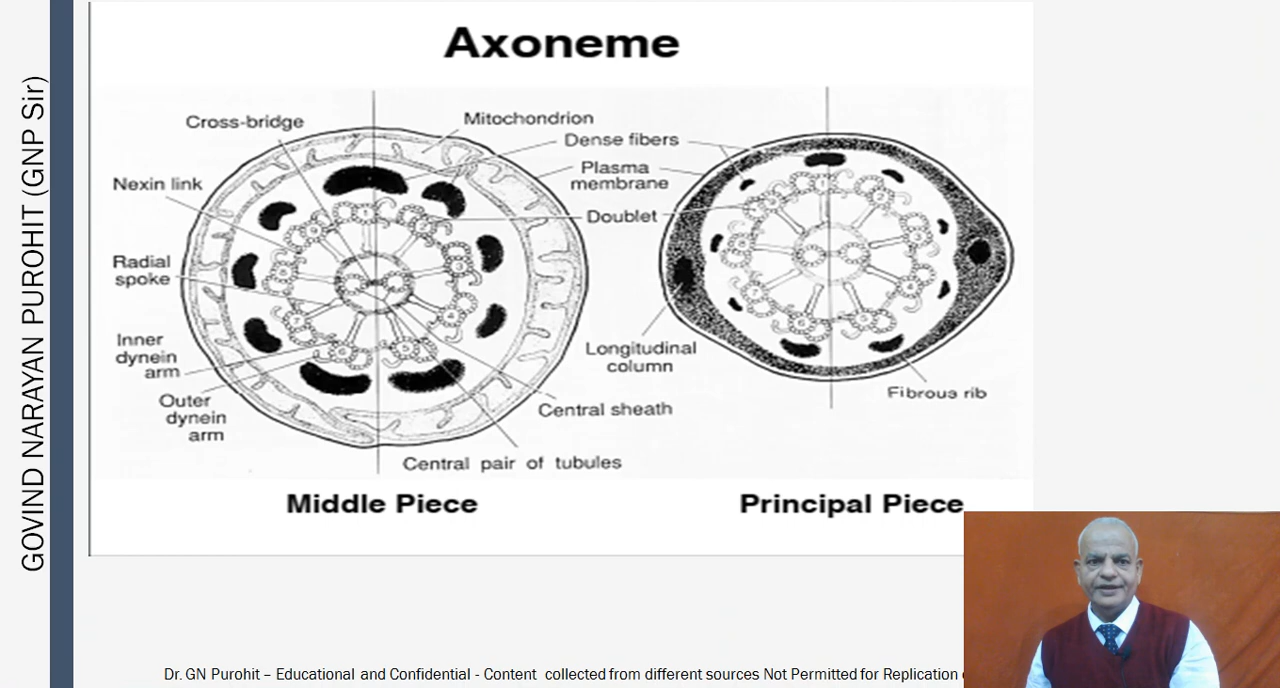 GOVIND NARAYAN PUROHIT (GNP Sir)
Axoneme
Cross-bridge
Mitochondrion
Dense fibers
Plasma
membrane
Nexin link
Doublet
Radial
spoke
Inner
dynein
arm
Outer
dynein
arm
Longitudinal
column
Fibrous rib
Central sheath
Central pair of tubules
Middle Piece
Principal Piece
Dr. GN Purohit – Educational and Confidential - Content collected from different sources Not Permitted for Replication